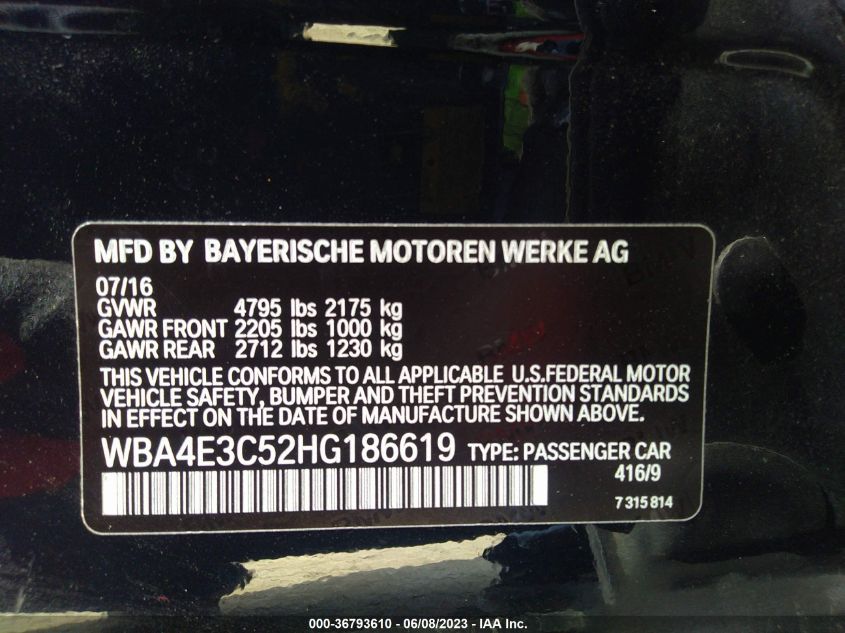 MFD BY BAYERISCHE MOTOREN WERKE AG
07/16
GVWR 4795 lbs 2175 kg
GAWR FRONT 2205 lbs 1000 kg
GAWR REAR 2712 lbs 1230 kg
THIS VEHICLE CONFORMS TO ALL APPLICABLE U.S.FEDERAL MOTOR
VEHICLE SAFETY, BUMPER AND THEFT PREVENTION STANDARDS
IN EFFECT ON THE DATE OF MANUFACTURE SHOWN ABOVE.
WBA4E3C52HG186619 TYPE: PASSENGER CAR
416/9
7 315 814
000-36793610 - 06/08/2023 - IAA Inc.